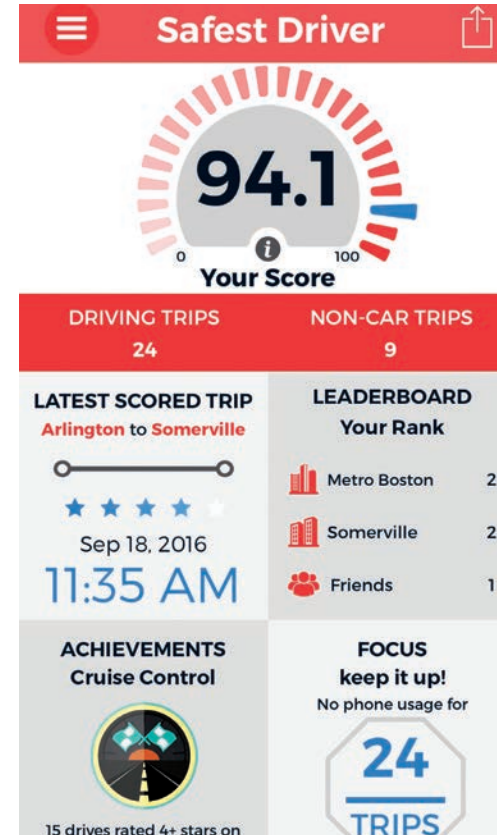 Safest Driver
94.1
i
0 100
Your Score
DRIVING TRIPS
24
NON-CAR TRIPS
9
LATEST SCORED TRIP
Arlington to Somerville
Sep 18, 2016
11:35 AM
LEADERBOARD
Your Rank
Metro Boston 2
Somerville 2
Friends 1
ACHIEVEMENTS
Cruise Control
15 drives rated 4+ stars on
FOCUS
keep it up!
No phone usage for
24
TRIPS